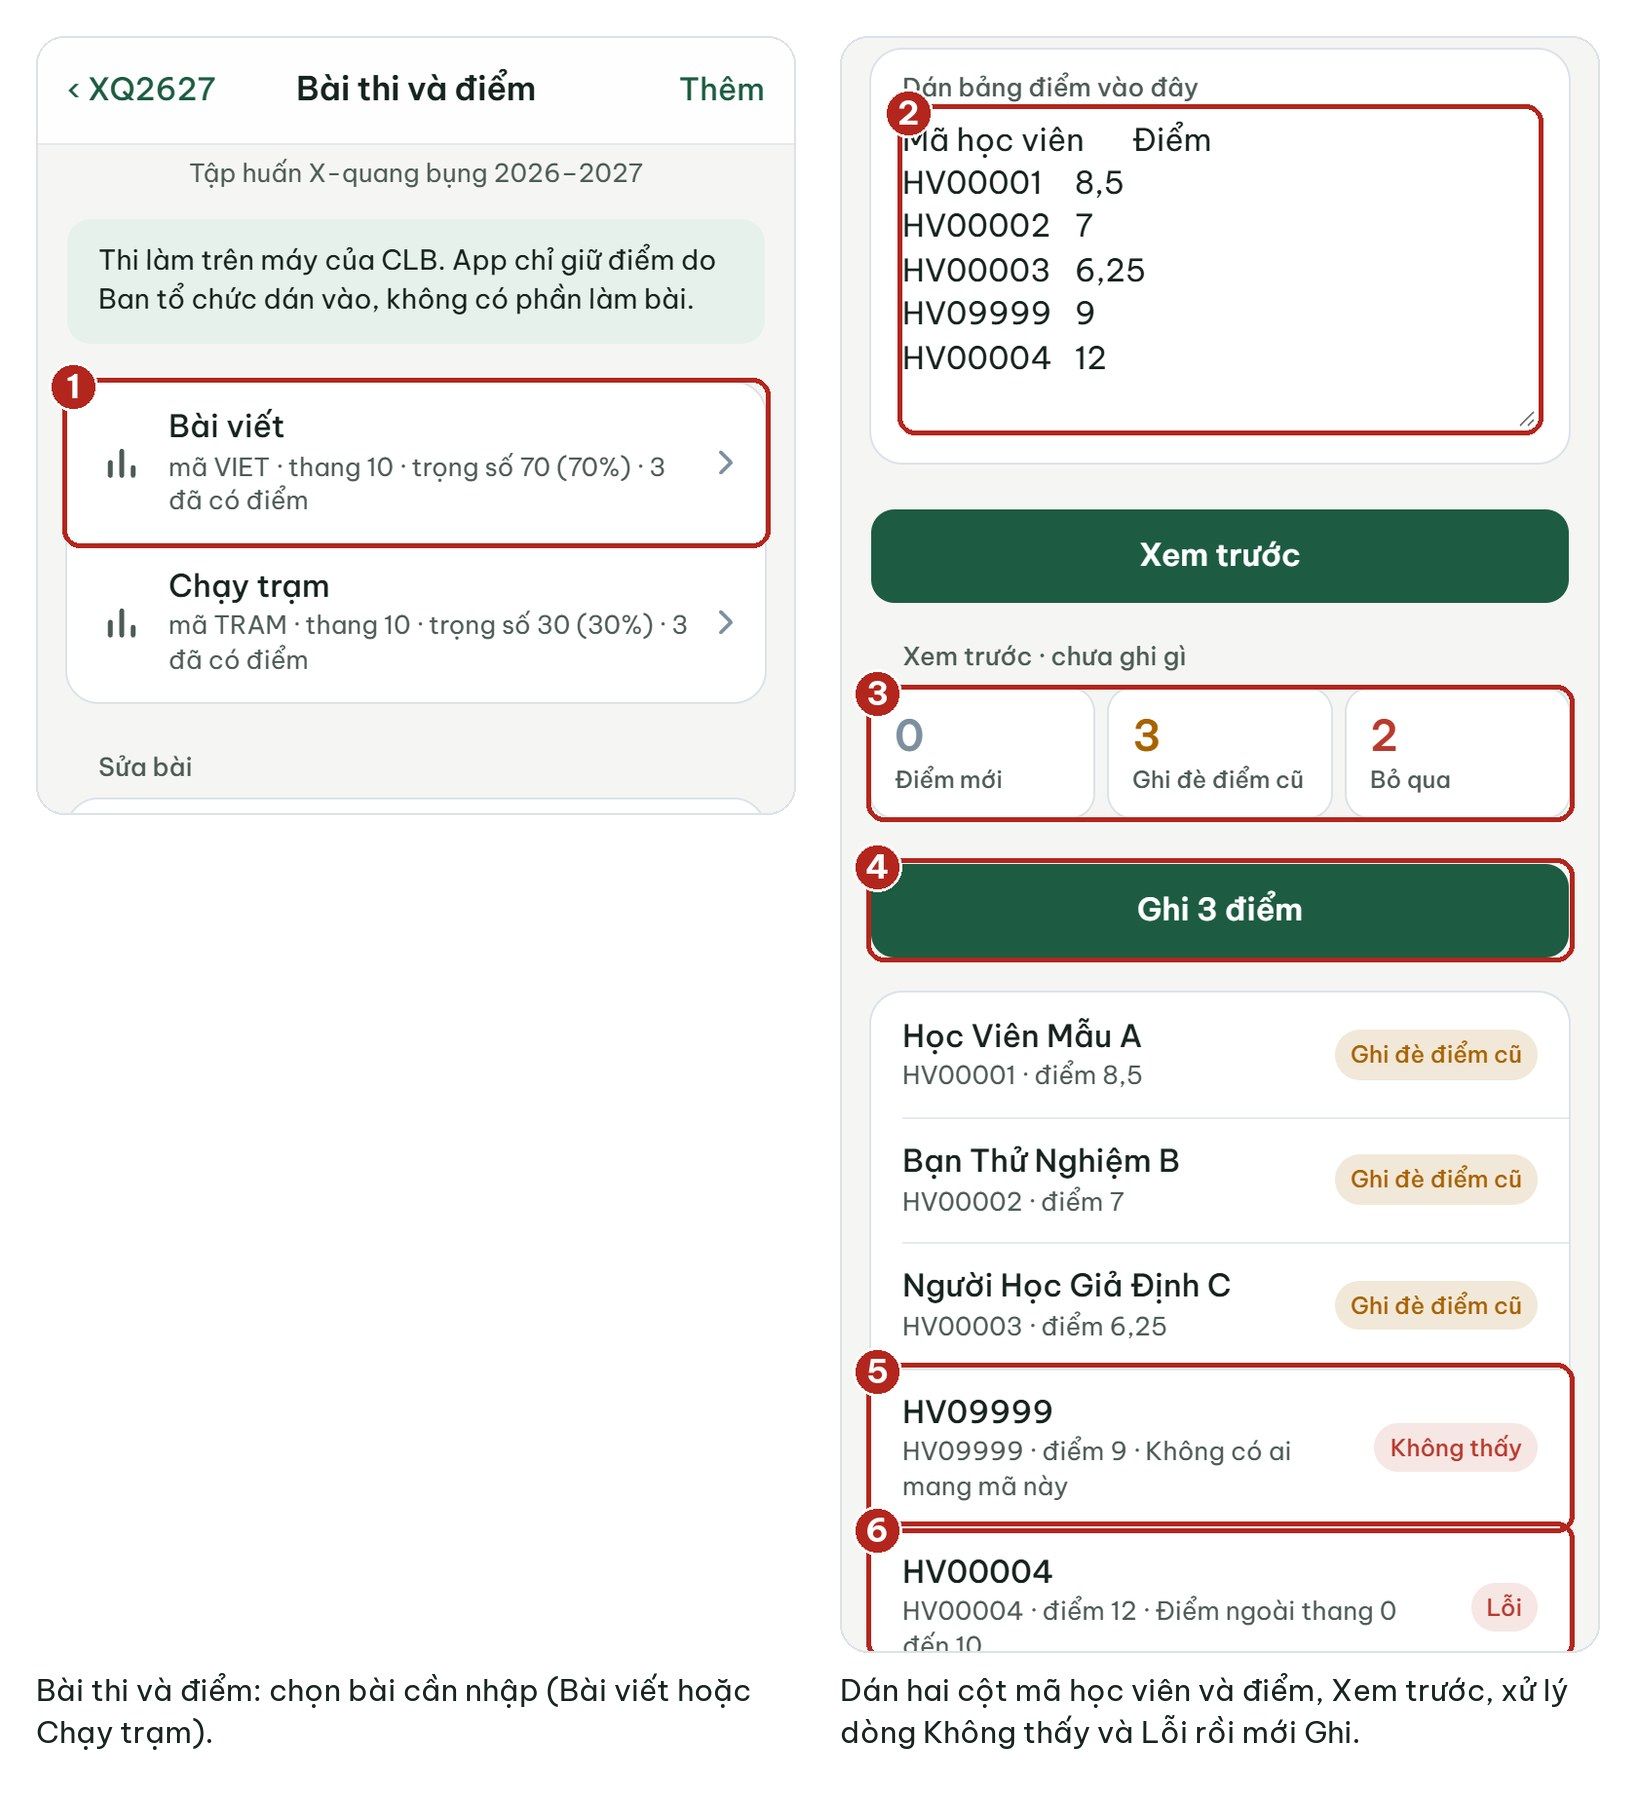 ‹ XQ2627 Bài thi và điểm Thêm
Tập huấn X-quang bụng 2026–2027
Thi làm trên máy của CLB. App chỉ giữ điểm do
Ban tổ chức dán vào, không có phần làm bài.
1
Bài viết
mã VIET · thang 10 · trọng số 70 (70%) · 3
đã có điểm
Chạy trạm
mã TRAM · thang 10 · trọng số 30 (30%) · 3
đã có điểm
Sửa bài
Bài thi và điểm: chọn bài cần nhập (Bài viết hoặc
Chạy trạm).
Dán bảng điểm vào đây
2
Mã học viên Điểm
HV00001 8,5
HV00002 7
HV00003 6,25
HV09999 9
HV00004 12
Xem trước
Xem trước · chưa ghi gì
3
0 3 2
Điểm mới Ghi đè điểm cũ Bỏ qua
4
Ghi 3 điểm
Học Viên Mẫu A
HV00001 · điểm 8,5 Ghi đè điểm cũ
Bạn Thử Nghiệm B
HV00002 · điểm 7 Ghi đè điểm cũ
Người Học Giả Định C
HV00003 · điểm 6,25 Ghi đè điểm cũ
5
HV09999
HV09999 · điểm 9 · Không có ai Không thấy
mang mã này
6
HV00004
HV00004 · điểm 12 · Điểm ngoài thang 0 Lỗi
đến 10
Dán hai cột mã học viên và điểm, Xem trước, xử lý
dòng Không thấy và Lỗi rồi mới Ghi.